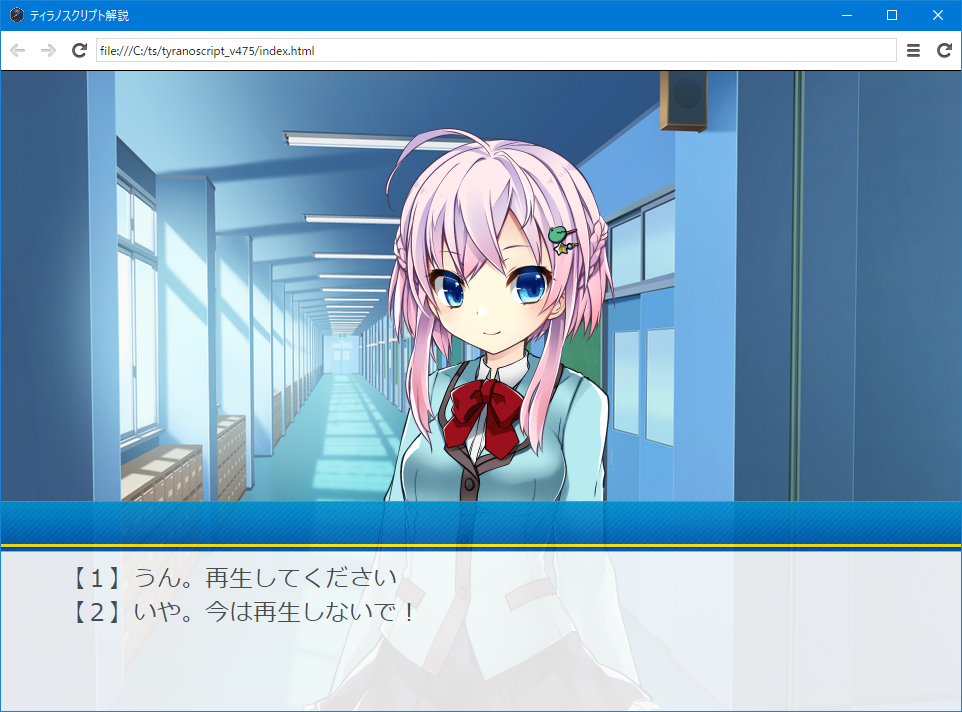 ティラノスクリプト解説
file:///C:/ts/tyranoscript_v475/index.html
【１】うん。再生してください
【２】いや。今は再生しないで！